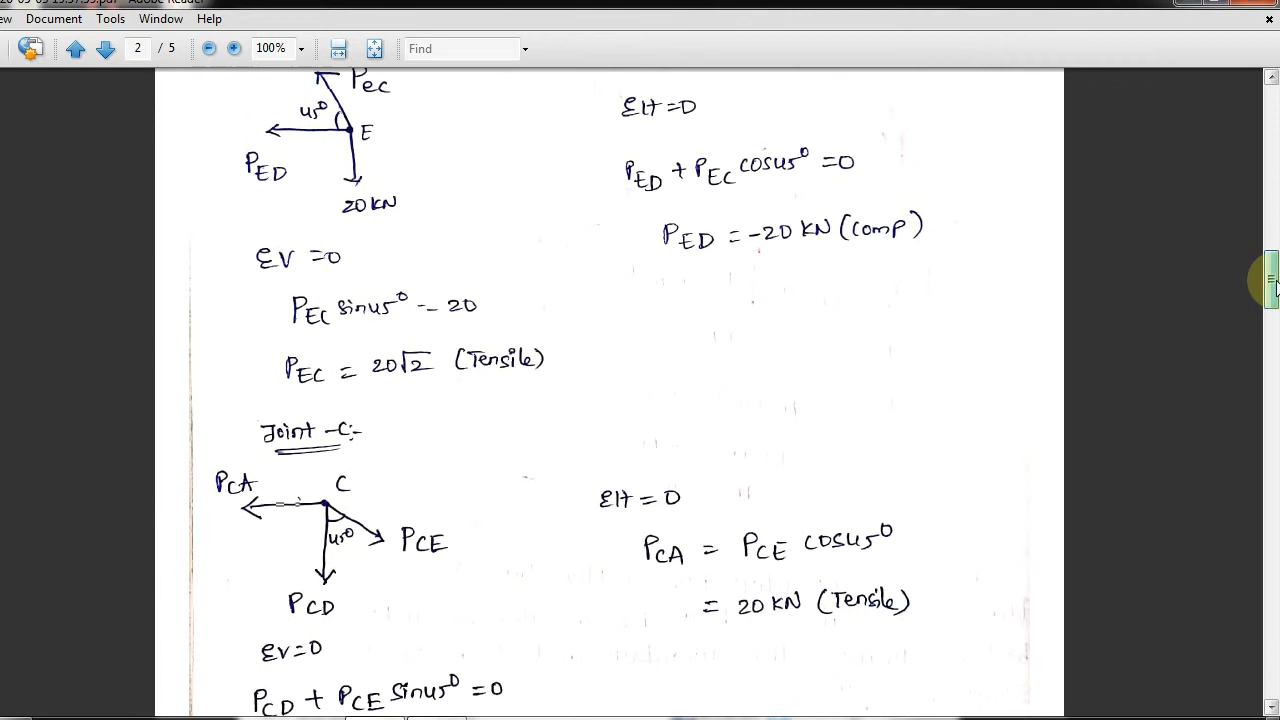 ew Document Tools Window Help
2 / 5 100% Find
Pec
45°
E
PED
20 KN
ΣH=0
PED + PEC cos45° =0
PED = -20 KN (comp)
ΣV =0
PEC sin45° = 20
PEC = 20√2 (Tensile)
Joint -C:-
PCA
C
45°
PCE
PCD
ΣH = 0
PCA = PCE cos45°
= 20 KN (Tensile)
ΣV=0
PCD + PCE sin45° =0